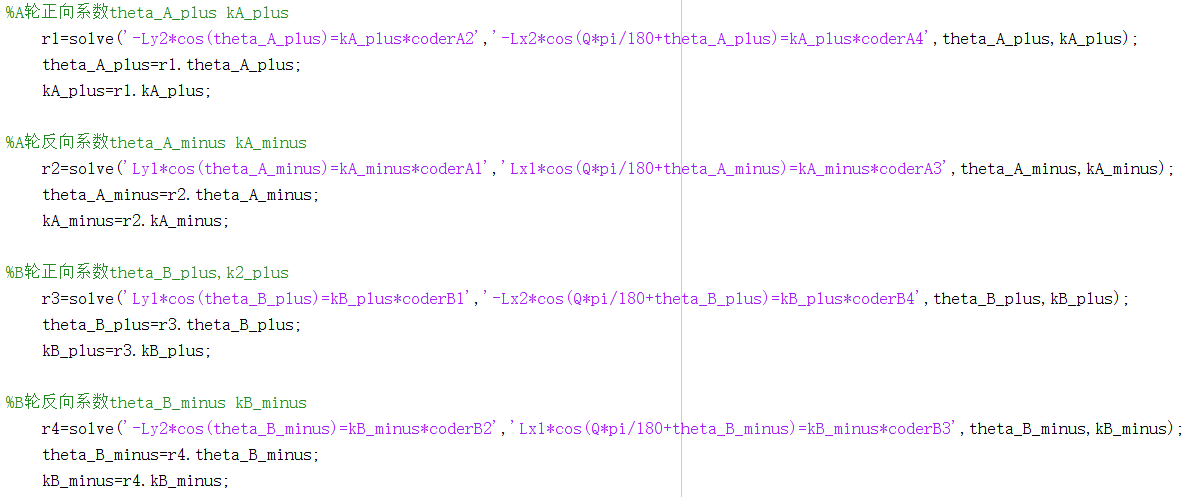 %A轮正向系数theta_A_plus kA_plus
r1=solve('-Ly2*cos(theta_A_plus)=kA_plus*coderA2','-Lx2*cos(Q*pi/180+theta_A_plus)=kA_plus*coderA4',theta_A_plus,kA_plus);
theta_A_plus=r1.theta_A_plus;
kA_plus=r1.kA_plus;
%A轮反向系数theta_A_minus kA_minus
r2=solve('Ly1*cos(theta_A_minus)=kA_minus*coderA1','Lx1*cos(Q*pi/180+theta_A_minus)=kA_minus*coderA3',theta_A_minus,kA_minus);
theta_A_minus=r2.theta_A_minus;
kA_minus=r2.kA_minus;
%B轮正向系数theta_B_plus,k2_plus
r3=solve('Ly1*cos(theta_B_plus)=kB_plus*coderB1','-Lx2*cos(Q*pi/180+theta_B_plus)=kB_plus*coderB4',theta_B_plus,kB_plus);
theta_B_plus=r3.theta_B_plus;
kB_plus=r3.kB_plus;
%B轮反向系数theta_B_minus kB_minus
r4=solve('-Ly2*cos(theta_B_minus)=kB_minus*coderB2','Lx1*cos(Q*pi/180+theta_B_minus)=kB_minus*coderB3',theta_B_minus,kB_minus);
theta_B_minus=r4.theta_B_minus;
kB_minus=r4.kB_minus;